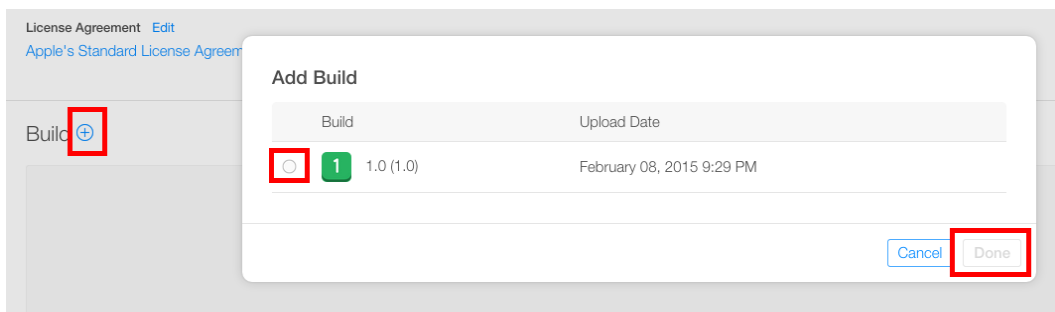 License Agreement Edit
Apple's Standard License Agreem
Build
Add Build
Build Upload Date
1 1.0 (1.0) February 08, 2015 9:29 PM
Cancel Done